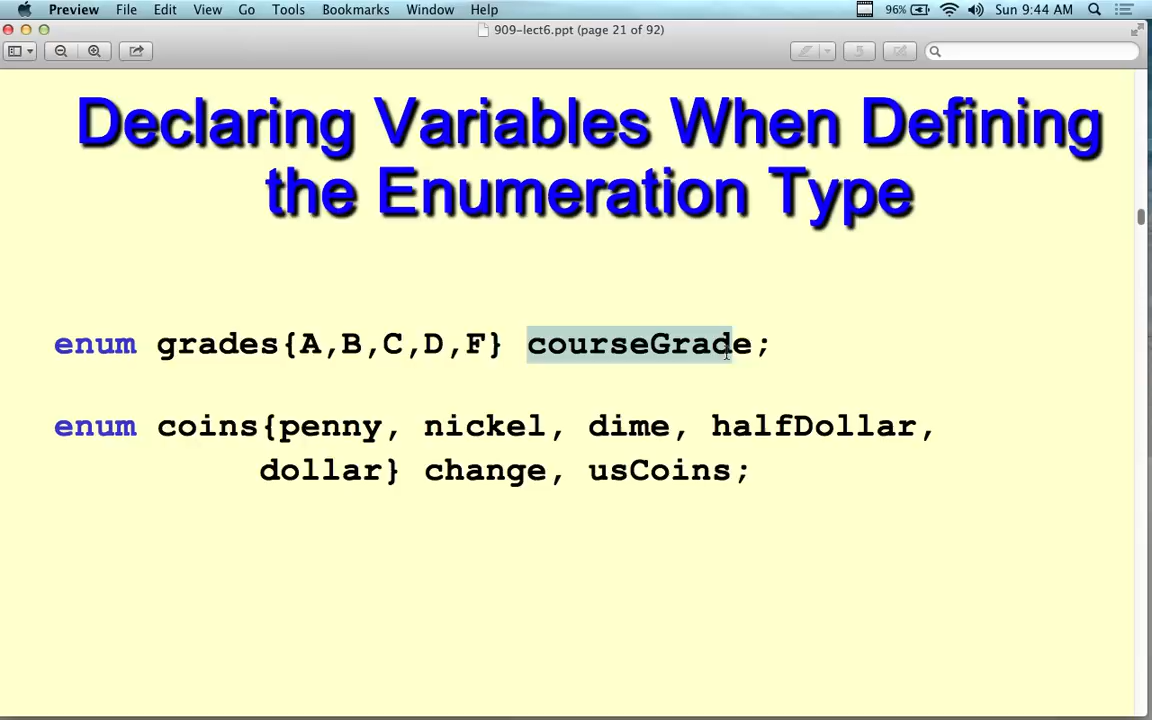 Preview File Edit View Go Tools Bookmarks Window Help 96% Sun 9:44 AM
909-lect6.ppt (page 21 of 92)
Declaring Variables When Defining
the Enumeration Type
enum grades{A,B,C,D,F} courseGrade;
enum coins{penny, nickel, dime, halfDollar,
dollar} change, usCoins;